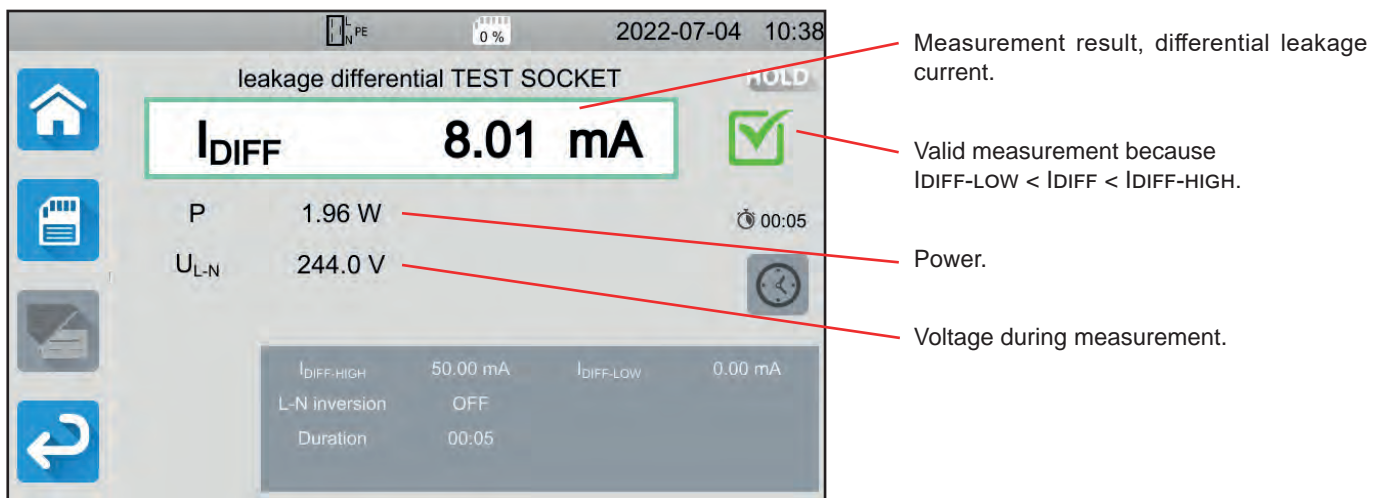 L
N PE
0 %
2022-07-04 10:38
leakage differential TEST SOCKET
HOLD
IDIFF 8.01 mA
P 1.96 W
00:05
UL-N 244.0 V
IDIFF-HIGH 50.00 mA IDIFF-LOW 0.00 mA
L-N inversion OFF
Duration 00:05
Measurement result, differential leakage
current.
Valid measurement because
IDIFF-LOW < IDIFF < IDIFF-HIGH.
Power.
Voltage during measurement.